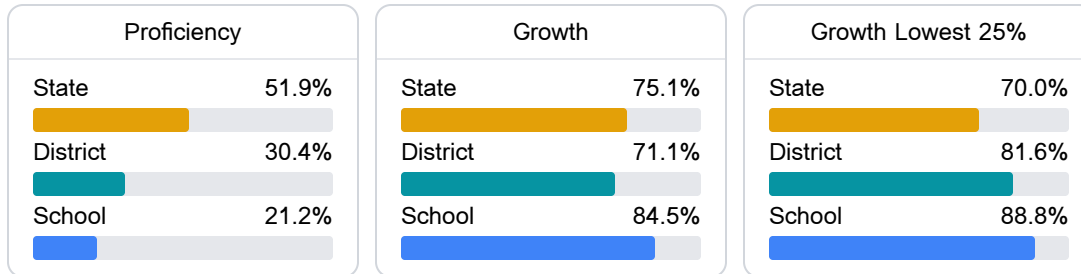 Proficiency
State 51.9%
District 30.4%
School 21.2%
Growth
State 75.1%
District 71.1%
School 84.5%
Growth Lowest 25%
State 70.0%
District 81.6%
School 88.8%